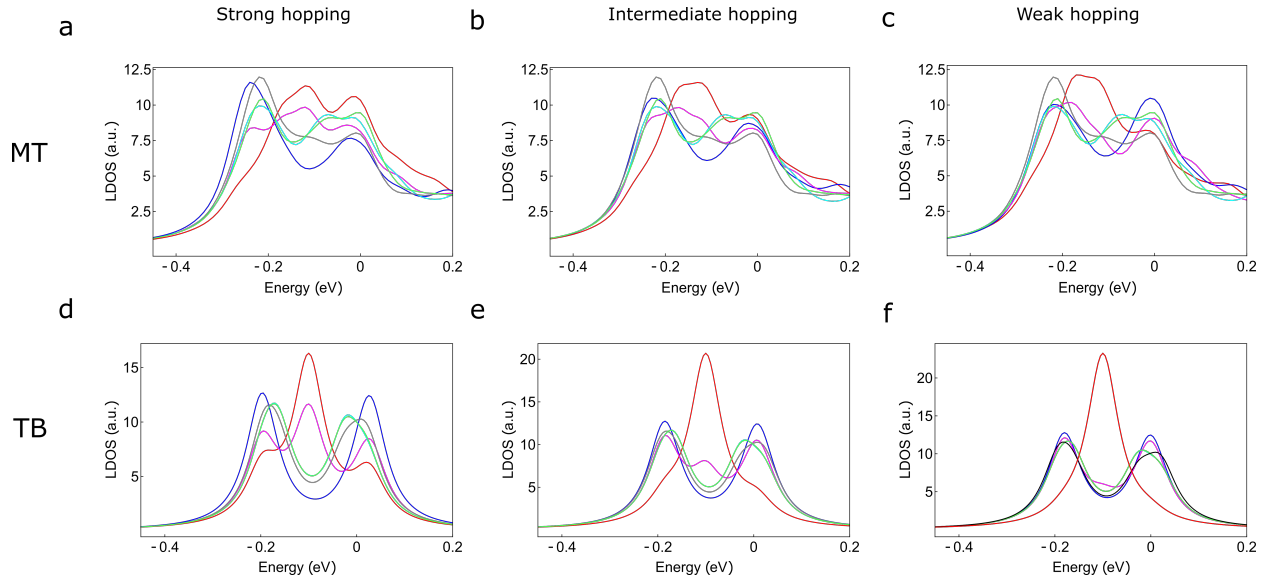 Strong hopping
Intermediate hopping
Weak hopping
a
b
c
MT
LDOS (a.u.)
12.5
10
7.5
5
2.5
- 0.4
- 0.2
0
0.2
Energy (eV)
LDOS (a.u.)
12.5
10
7.5
5
2.5
- 0.4
- 0.2
0
0.2
Energy (eV)
LDOS (a.u.)
12.5
10
7.5
5
2.5
- 0.4
- 0.2
0
0.2
Energy (eV)
d
e
f
TB
LDOS (a.u.)
15
10
5
- 0.4
- 0.2
0
0.2
Energy (eV)
LDOS (a.u.)
20
15
10
5
- 0.4
- 0.2
0
0.2
Energy (eV)
LDOS (a.u.)
20
15
10
5
- 0.4
- 0.2
0
0.2
Energy (eV)